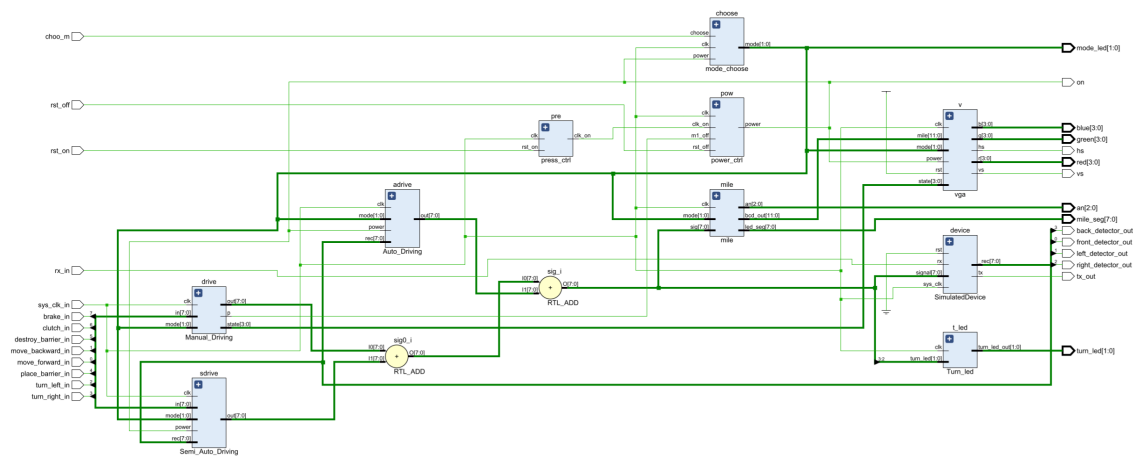 choose
choo_m
choose
clk
power
mode[1:0]
mode_choose
mode_led[1:0]
on
rst_off
pow
clk
clk_on
m1_off
rst_off
power
power_ctrl
rst_on
pre
clk
rst_on
clk_on
press_ctrl
v
clk
mile[11:0]
mode[1:0]
power
rst
state[3:0]
b[3:0]
g[3:0]
hs
r[3:0]
vs
vga
blue[3:0]
green[3:0]
hs
red[3:0]
vs
adrive
clk
mode[1:0]
power
rec[7:0]
out[7:0]
Auto_Driving
mile
clk
mode[1:0]
sig[7:0]
an[2:0]
bcd_out[11:0]
led_seg[7:0]
mile
an[2:0]
mile_seg[7:0]
back_detector_out
front_detector_out
left_detector_out
right_detector_out
tx_out
device
rst
rx
signal[7:0]
sys_clk
rec[7:0]
tx
SimulatedDevice
rx_in
sig_i
I0[7:0]
I1[7:0]
O[7:0]
+
RTL_ADD
drive
clk
in[7:0]
mode[1:0]
out[7:0]
p
state[3:0]
Manual_Driving
sys_clk_in
brake_in
clutch_in
destroy_barrier_in
move_backward_in
move_forward_in
place_barrier_in
turn_left_in
turn_right_in
sig0_i
I0[7:0]
I1[7:0]
O[7:0]
+
RTL_ADD
t_led
clk
turn_led[1:0]
turn_led_out[1:0]
Turn_led
turn_led[1:0]
3:2
sdrive
clk
in[7:0]
mode[1:0]
power
rec[7:0]
out[7:0]
Semi_Auto_Driving